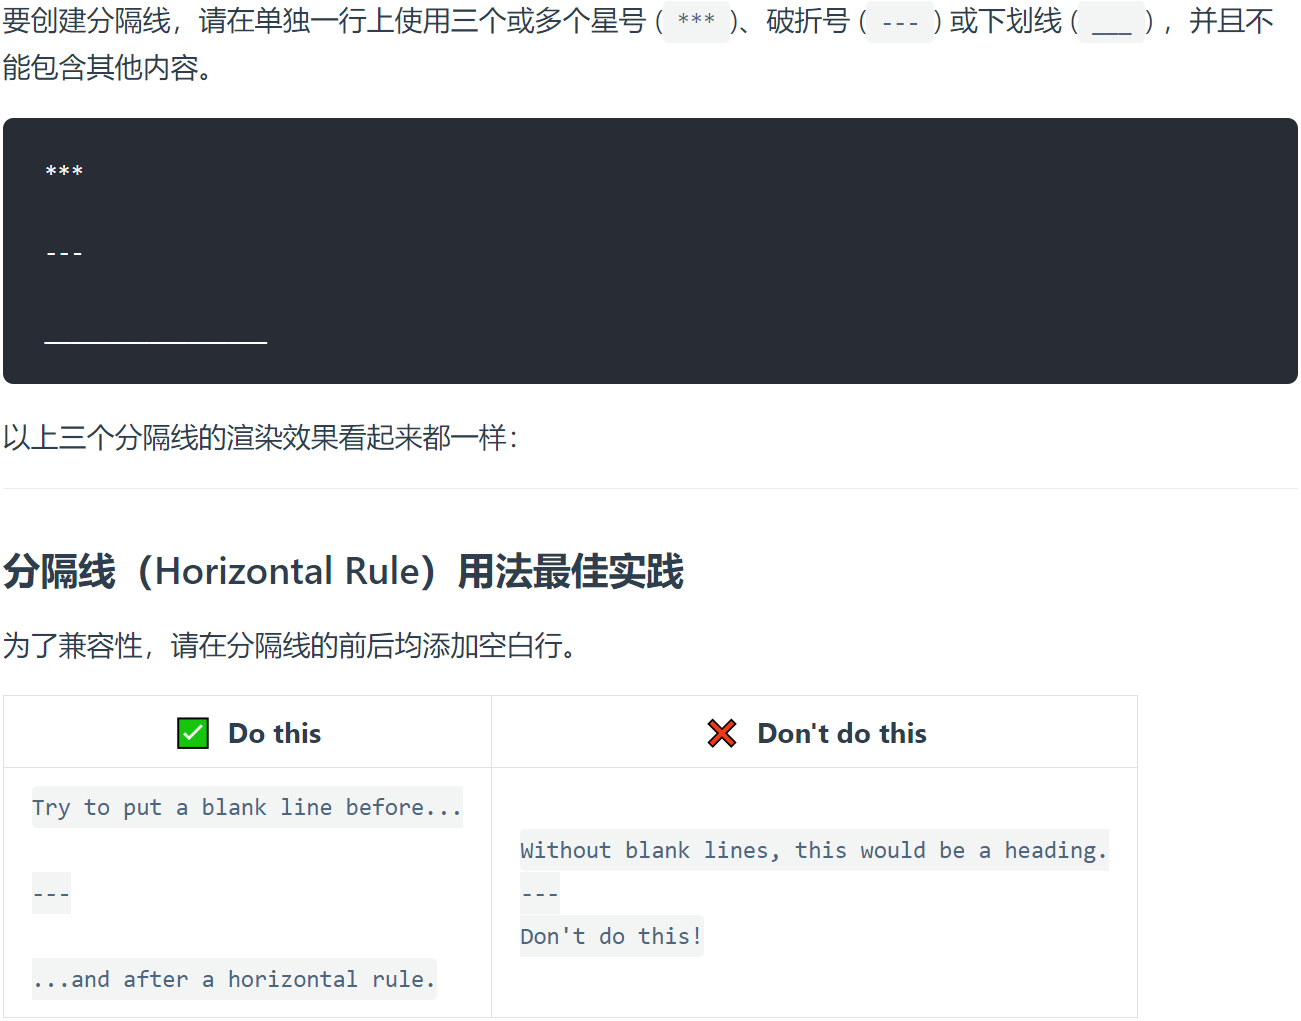 要创建分隔线，请在单独一行上使用三个或多个星号 (***)、破折号 (---) 或下划线 (___) ，并且不
能包含其他内容。
***
---
_________________
以上三个分隔线的渲染效果看起来都一样：
分隔线（Horizontal Rule）用法最佳实践
为了兼容性，请在分隔线的前后均添加空白行。
✅ Do this
❌ Don't do this
Try to put a blank line before...
---
...and after a horizontal rule.
Without blank lines, this would be a heading.
---
Don't do this!